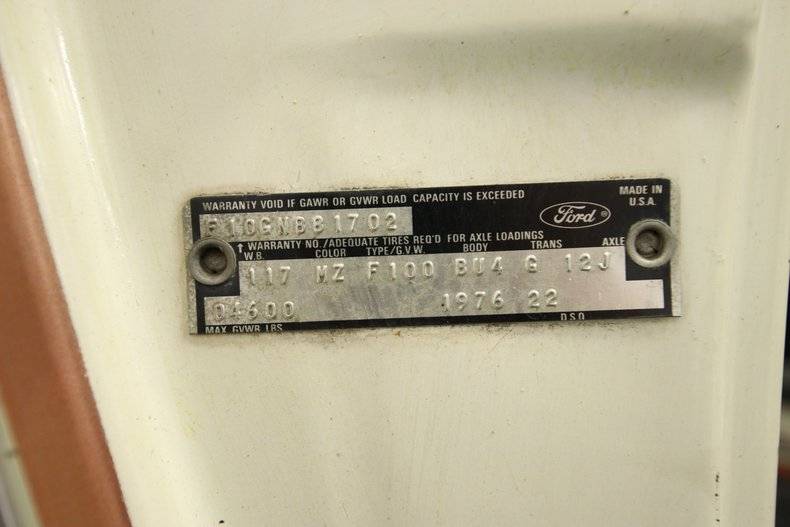 WARRANTY VOID IF GAWR OR GVWR LOAD CAPACITY IS EXCEEDED
MADE IN
U.S.A.
F10GNB81702
Ford ®
↑ WARRANTY NO./ADEQUATE TIRES REQ'D FOR AXLE LOADINGS
W.B. COLOR TYPE/G.V.W. BODY TRANS AXLE
117 MZ F100 BU4 G 12J
04600 1976 22
MAX. GVWR LBS D.S.O.